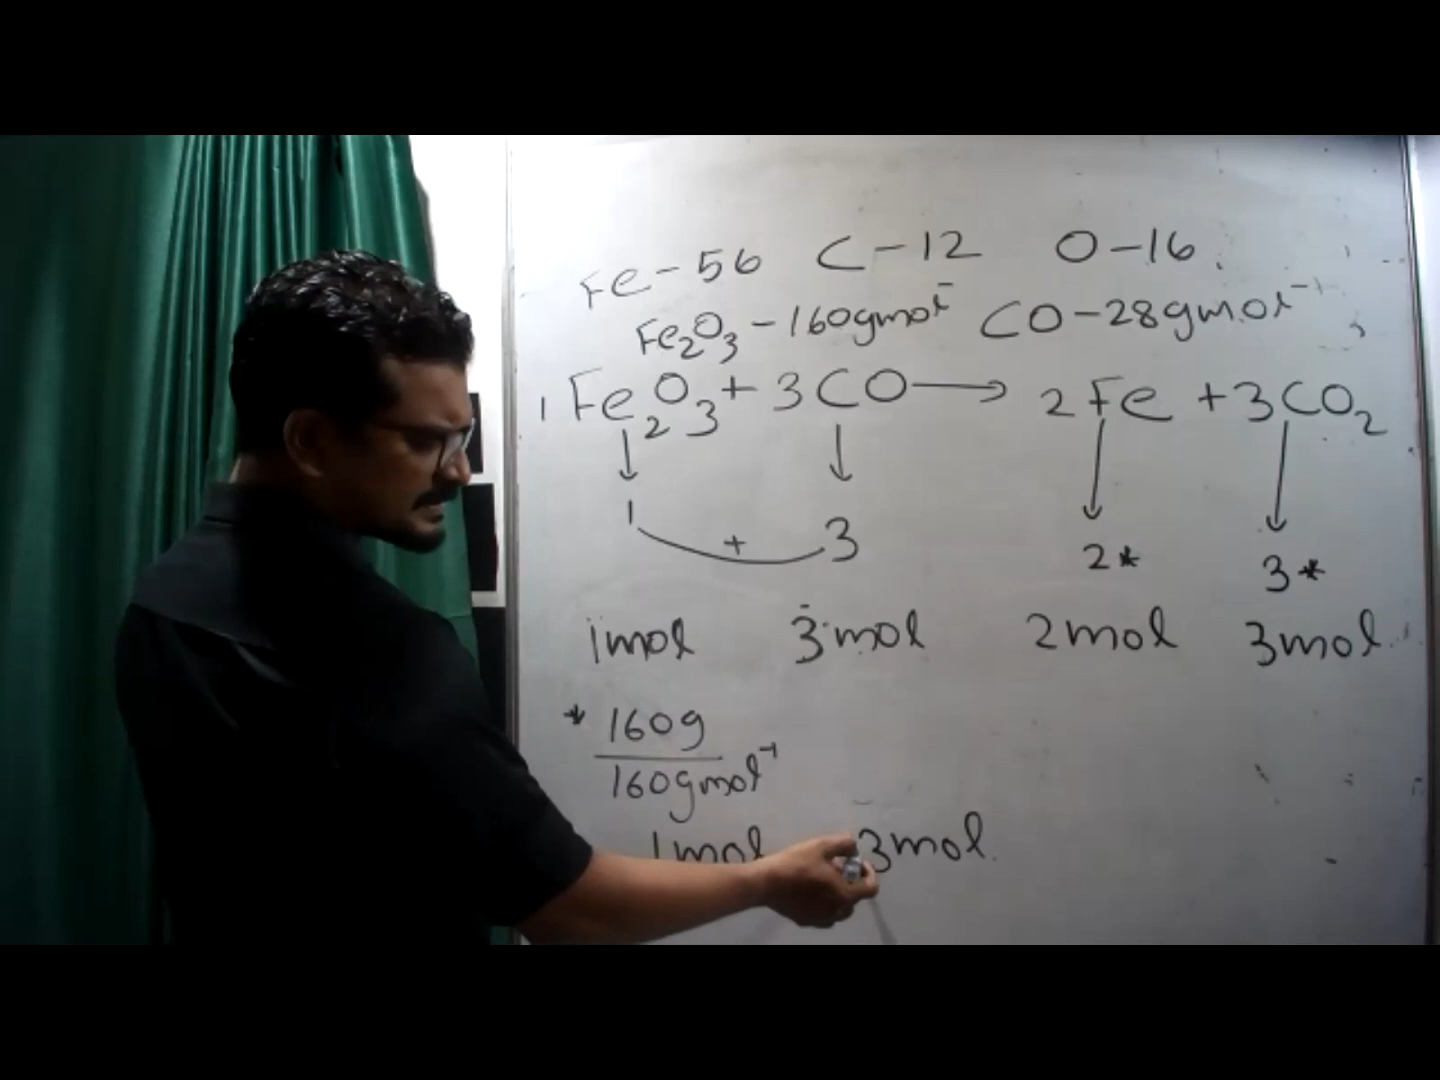 Fe - 56 C - 12 O - 16
Fe2O3 - 160gmol⁻ CO - 28gmol⁻¹
1 Fe2O3 + 3CO → 2Fe + 3CO2
↓ ↓ ↓ ↓
1 + 3 2* 3*
1mol 3mol 2mol 3mol
* 160g
160gmol⁻¹
1mol 3mol